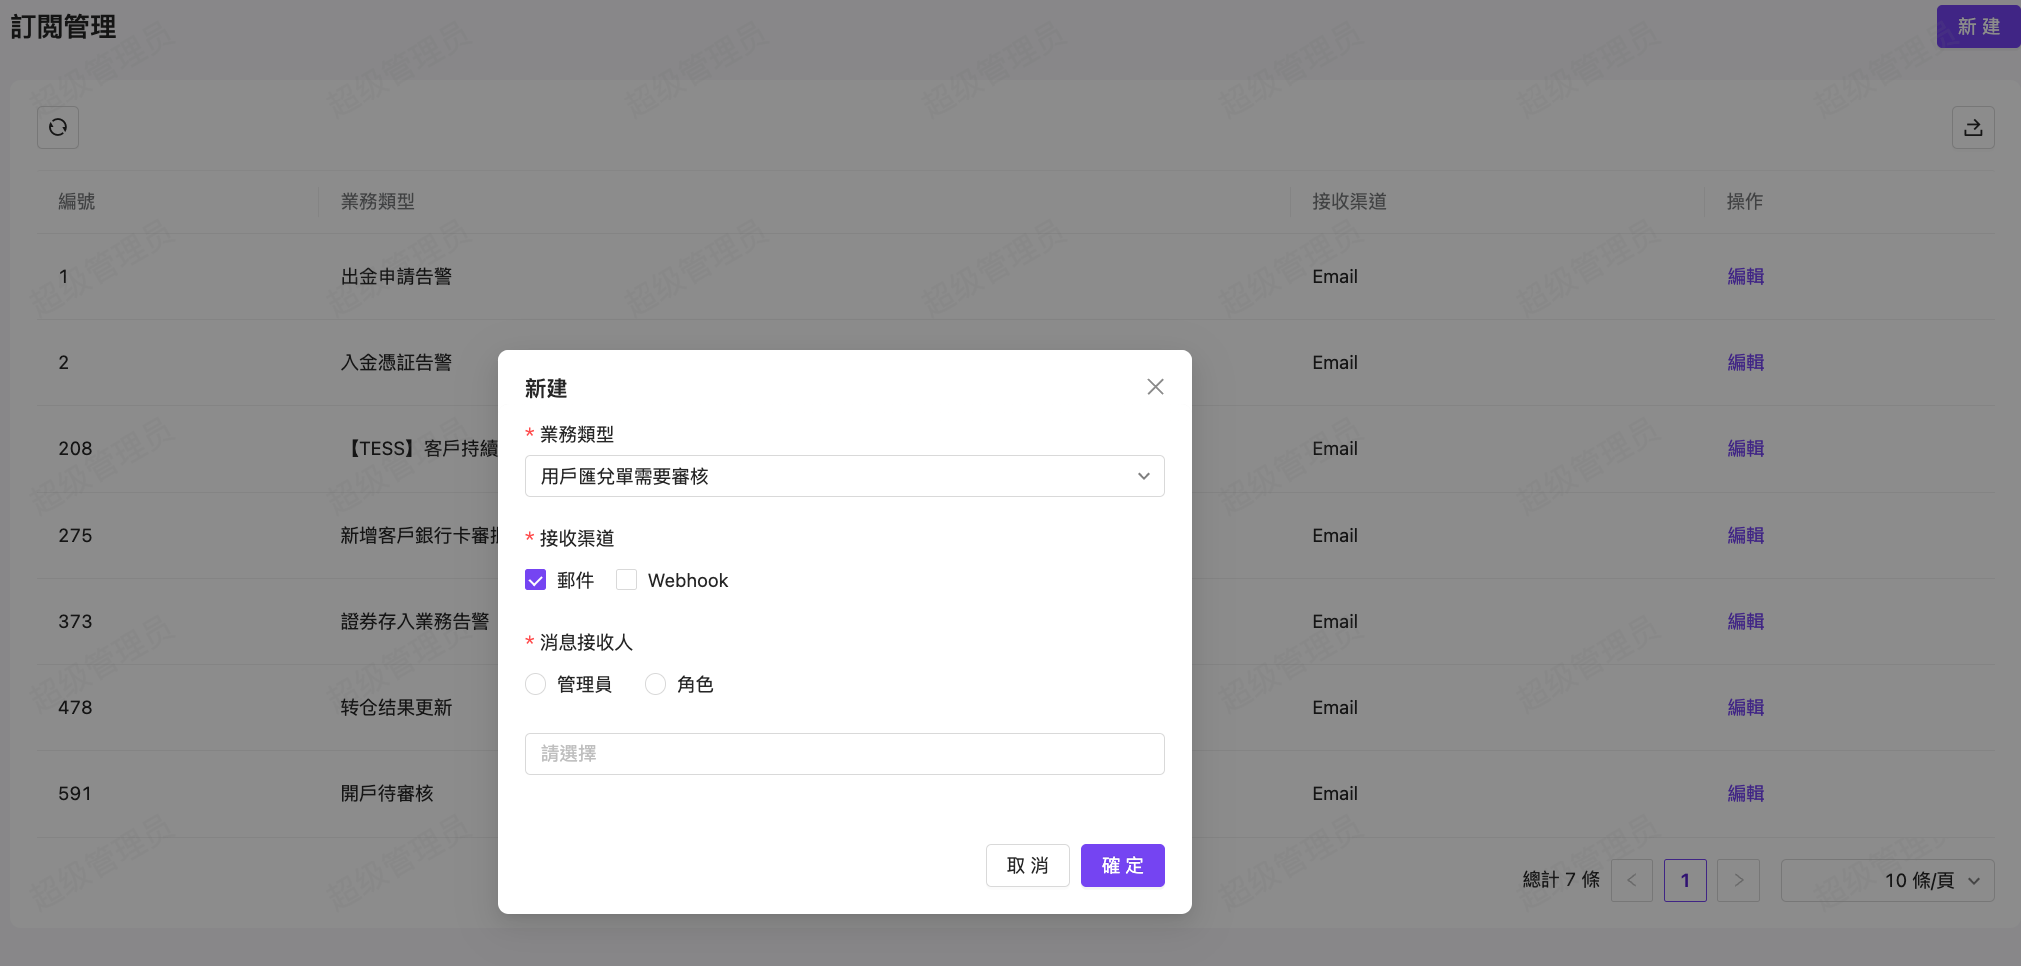 訂閲管理
新 建
編號 業務類型 接收渠道 操作
1 出金申請告警 Email 編輯
2 入金憑証告警 Email 編輯
208 【TESS】客戶持續 Email 編輯
275 新增客戶銀行卡審批 Email 編輯
373 證券存入業務告警 Email 編輯
478 转仓结果更新 Email 編輯
591 開戶待審核 Email 編輯
總計 7 條 < 1 > 10 條/頁
新建
* 業務類型
用戶匯兌單需要審核
* 接收渠道
郵件 Webhook
* 消息接收人
管理員 角色
請選擇
取 消 確 定
超级管理员